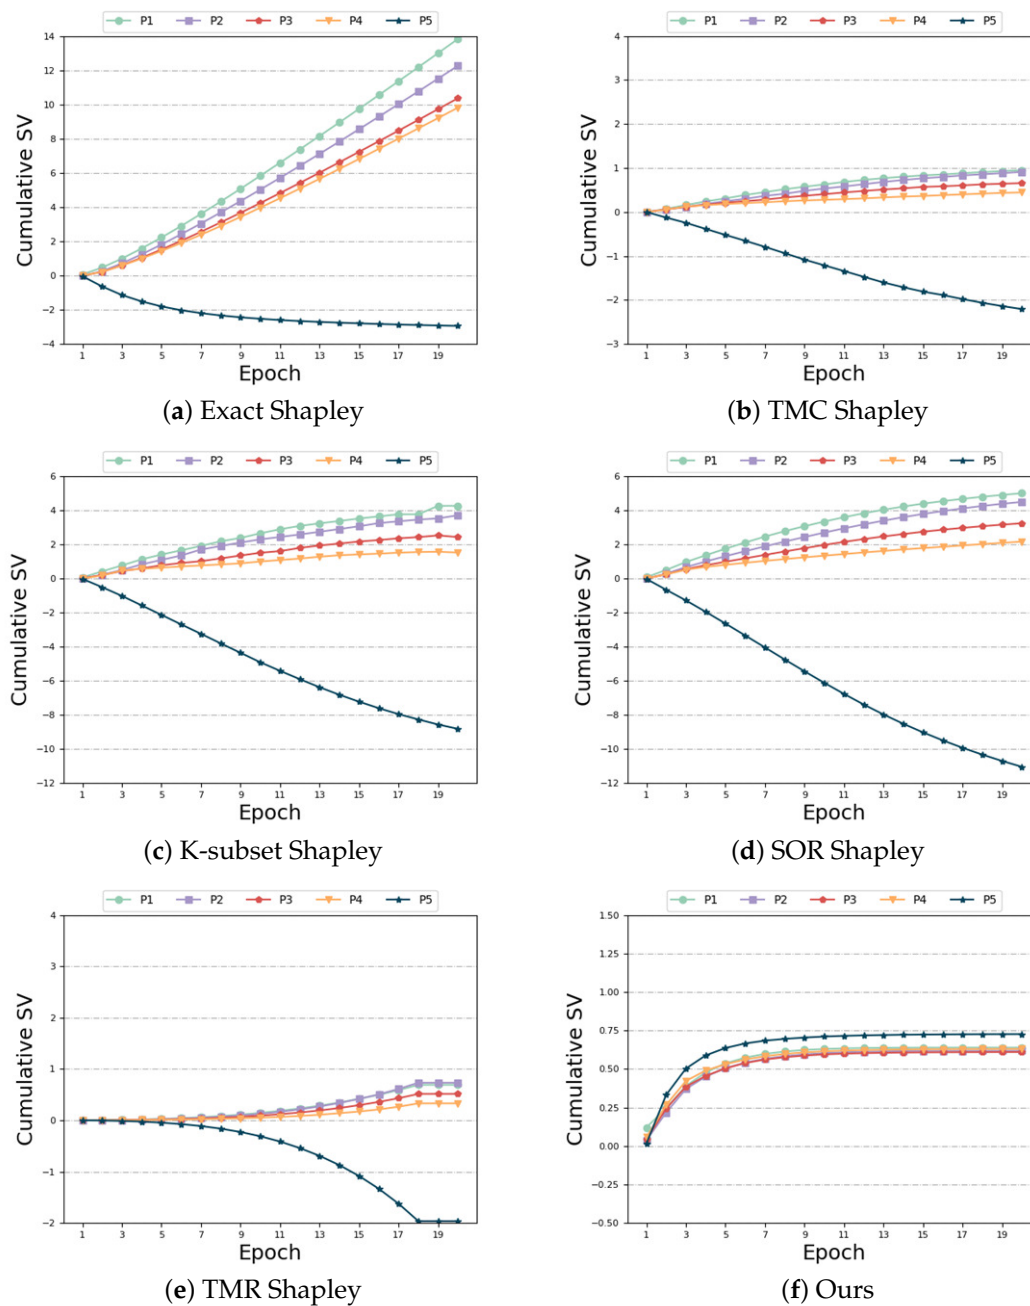 P1 P2 P3 P4 P5
14
12
10
8
6
4
2
0
−2
−4
Cumulative SV
1 3 5 7 9 11 13 15 17 19
Epoch
(a) Exact Shapley
P1 P2 P3 P4 P5
4
3
2
1
0
−1
−2
−3
Cumulative SV
1 3 5 7 9 11 13 15 17 19
Epoch
(b) TMC Shapley
P1 P2 P3 P4 P5
6
4
2
0
−2
−4
−6
−8
−10
−12
Cumulative SV
1 3 5 7 9 11 13 15 17 19
Epoch
(c) K-subset Shapley
P1 P2 P3 P4 P5
6
4
2
0
−2
−4
−6
−8
−10
−12
Cumulative SV
1 3 5 7 9 11 13 15 17 19
Epoch
(d) SOR Shapley
P1 P2 P3 P4 P5
4
3
2
1
0
−1
−2
Cumulative SV
1 3 5 7 9 11 13 15 17 19
Epoch
(e) TMR Shapley
P1 P2 P3 P4 P5
1.50
1.25
1.00
0.75
0.50
0.25
0.00
−0.25
−0.50
Cumulative SV
1 3 5 7 9 11 13 15 17 19
Epoch
(f) Ours